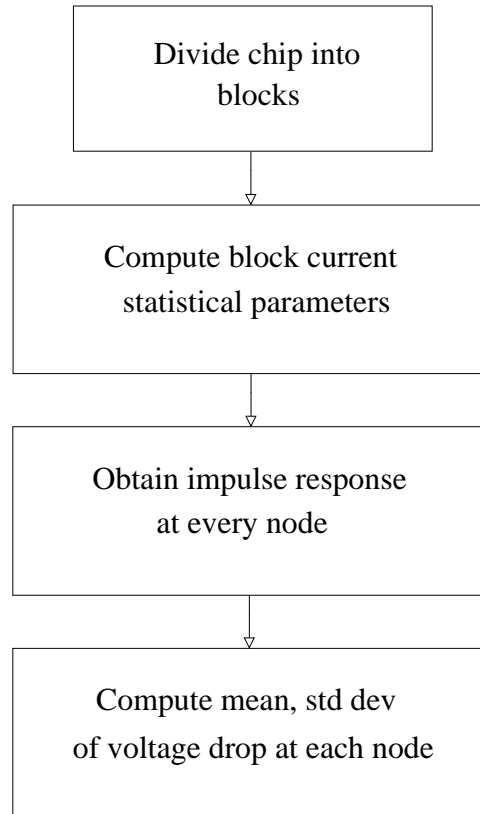 Divide chip into
blocks
Compute block current
statistical parameters
Obtain impulse response
at every node
Compute mean, std dev
of voltage drop at each node